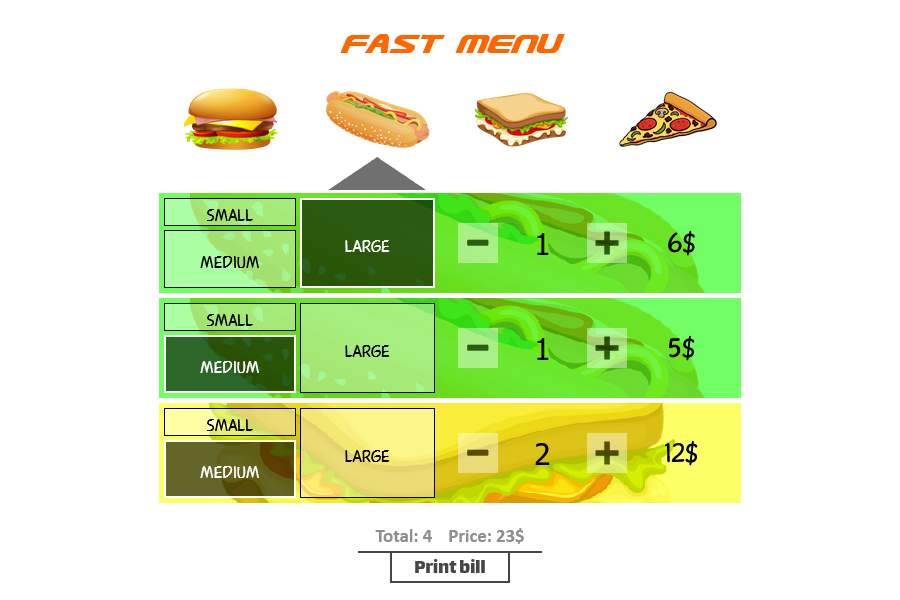 FAST MENU
SMALL
MEDIUM
LARGE
- 1 + 6$
SMALL
MEDIUM
LARGE
- 1 + 5$
SMALL
MEDIUM
LARGE
- 2 + 12$
Total: 4 Price: 23$
Print bill